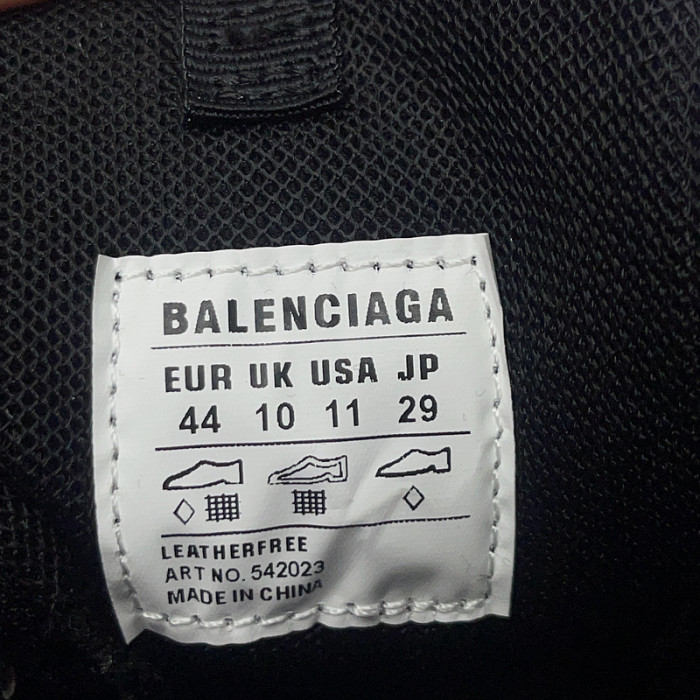 BALENCIAGA
EUR UK USA JP
44 10 11 29
LEATHERFREE
ART NO. 542023
MADE IN CHINA